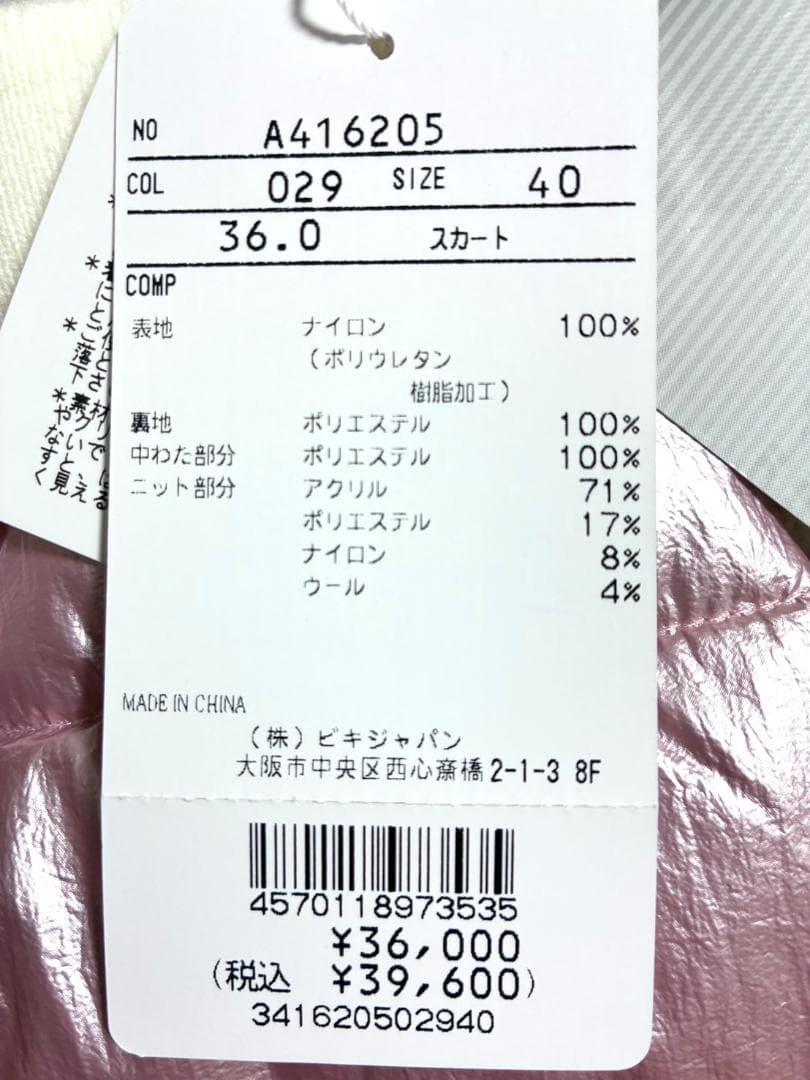 NO A416205
COL 029 SIZE 40
36.0 スカート
COMP
表地 ナイロン 100%
(ポリウレタン
樹脂加工)
裏地 ポリエステル 100%
中わた部分 ポリエステル 100%
ニット部分 アクリル 71%
ポリエステル 17%
ナイロン 8%
ウール 4%
MADE IN CHINA
(株)ビキジャパン
大阪市中央区西心斎橋2-1-3 8F
4570118973535
¥36,000
(税込 ¥39,600)
341620502940